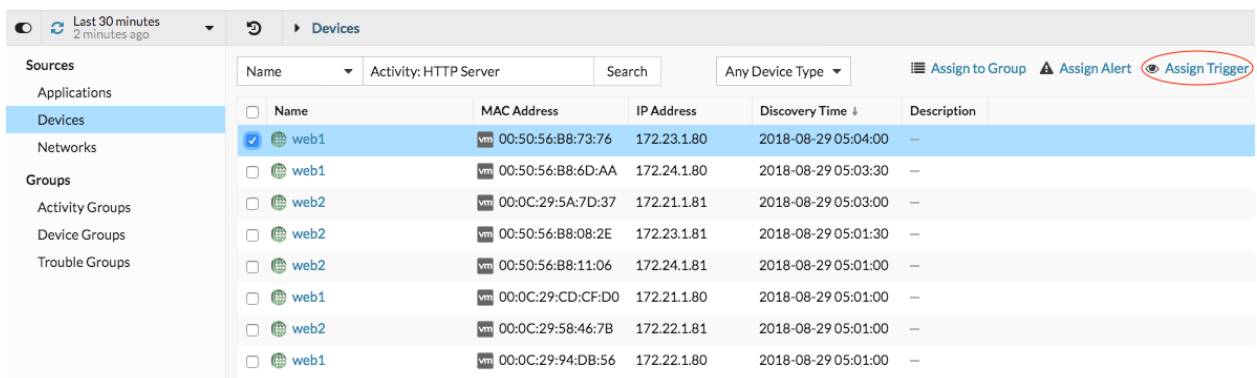 Last 30 minutes
2 minutes ago
Devices
Sources
Applications
Devices
Networks
Groups
Activity Groups
Device Groups
Trouble Groups
Name Activity: HTTP Server Search Any Device Type Assign to Group Assign Alert Assign Trigger
Name MAC Address IP Address Discovery Time ↓ Description
web1 vm 00:50:56:B8:73:76 172.23.1.80 2018-08-29 05:04:00 —
web1 vm 00:50:56:B8:6D:AA 172.24.1.80 2018-08-29 05:03:30 —
web2 vm 00:0C:29:5A:7D:37 172.21.1.81 2018-08-29 05:03:00 —
web2 vm 00:50:56:B8:08:2E 172.23.1.81 2018-08-29 05:01:30 —
web2 vm 00:50:56:B8:11:06 172.24.1.81 2018-08-29 05:01:00 —
web1 vm 00:0C:29:CD:CF:D0 172.21.1.80 2018-08-29 05:01:00 —
web2 vm 00:0C:29:58:46:7B 172.22.1.81 2018-08-29 05:01:00 —
web1 vm 00:0C:29:94:DB:56 172.22.1.80 2018-08-29 05:01:00 —